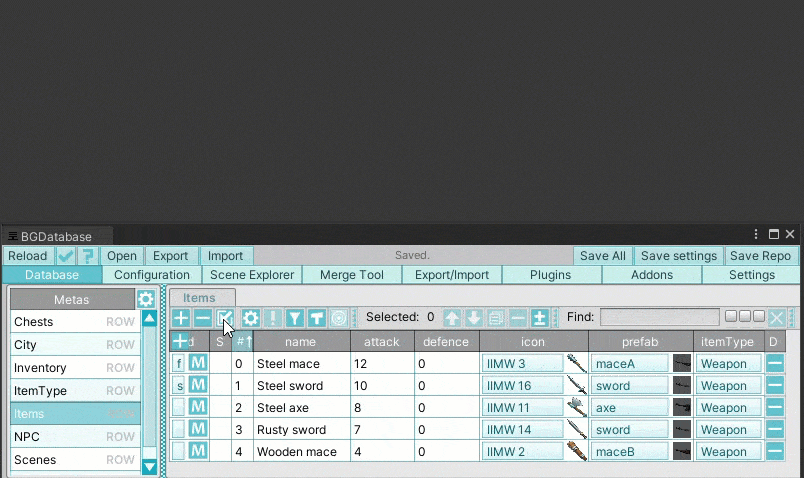 BGDatabase
Reload ? Open Export Import Saved. Save All Save settings Save Repo
Database Configuration Scene Explorer Merge Tool Export/Import Plugins Addons Settings
Metas
Chests ROW
City ROW
Inventory ROW
ItemType ROW
Items
NPC ROW
Scenes ROW
Items
Selected: 0 Find:
d S # name attack defence icon prefab itemType D
f M 0 Steel mace 12 0 IIMW 3 maceA Weapon
s M 1 Steel sword 10 0 IIMW 16 sword Weapon
M 2 Steel axe 8 0 IIMW 11 axe Weapon
M 3 Rusty sword 7 0 IIMW 14 sword Weapon
M 4 Wooden mace 4 0 IIMW 2 maceB Weapon